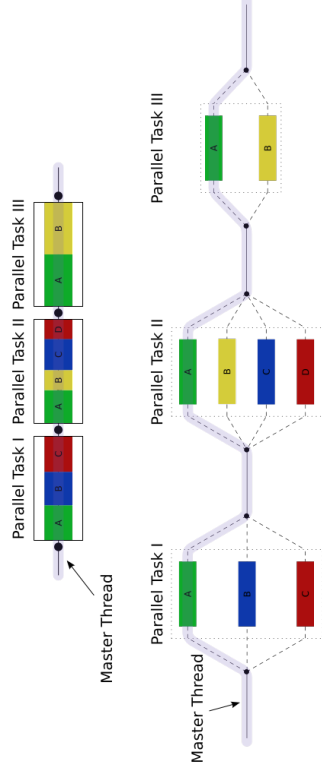 Parallel Task I
Parallel Task II
Parallel Task III
A
B
C
A
B
C
D
A
B
Master Thread
Parallel Task I
Parallel Task II
Parallel Task III
A
B
C
A
B
C
D
A
B
Master Thread